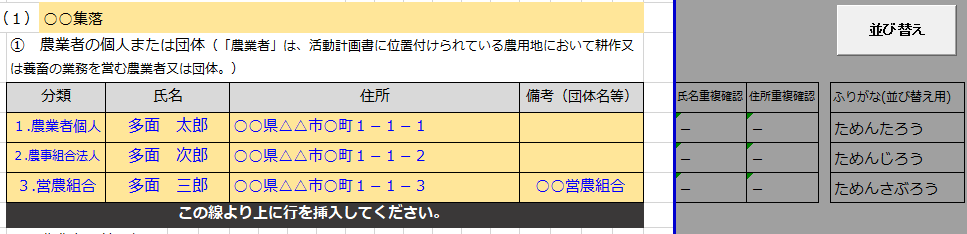 （１） ○○集落
並び替え
① 農業者の個人または団体（「農業者」は、活動計画書に位置付けられている農用地において耕作又
は養畜の業務を営む農業者又は団体。）
分類 氏名 住所 備考（団体名等） 氏名重複確認 住所重複確認 ふりがな(並び替え用)
１.農業者個人 多面　太郎 ○○県△△市○町１－１－１ － － ためんたろう
２.農事組合法人 多面　次郎 ○○県△△市○町１－１－２ － － ためんじろう
３.営農組合 多面　三郎 ○○県△△市○町１－１－３ ○○営農組合 － － ためんさぶろう
この線より上に行を挿入してください。